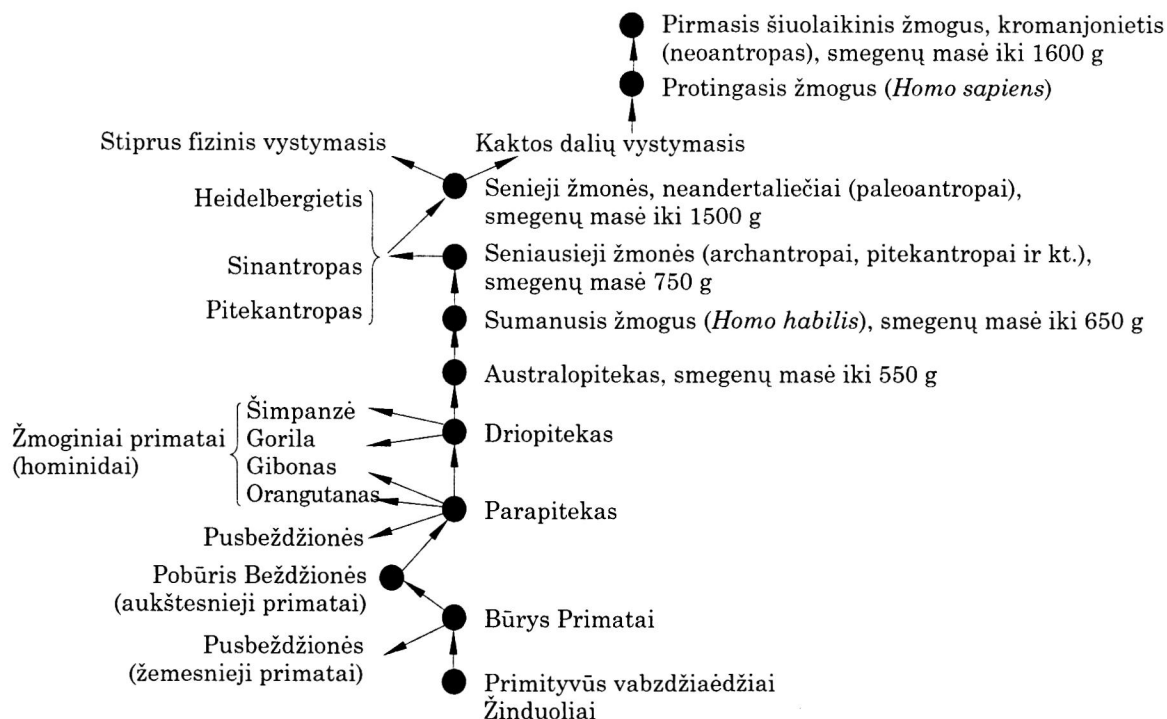 Pirmasis šiuolaikinis žmogus, kromanjonietis
(neoantropas), smegenų masė iki 1600 g
Protingasis žmogus (Homo sapiens)
Stiprus fizinis vystymasis
Kaktos dalių vystymasis
Senieji žmonės, neandertaliečiai (paleoantropai),
smegenų masė iki 1500 g
Heidelbergietis
Sinantropas
Pitekantropas
Seniausieji žmonės (archantropai, pitekantropai ir kt.),
smegenų masė 750 g
Sumanusis žmogus (Homo habilis), smegenų masė iki 650 g
Australopitekas, smegenų masė iki 550 g
Žmoginiai primatai
(hominidai)
Šimpanzė
Gorila
Gibonas
Orangutanas
Driopitekas
Parapitekas
Pusbeždžionės
Pobūris Beždžionės
(aukštesnieji primatai)
Būrys Primatai
Pusbeždžionės
(žemesnieji primatai)
Primityvūs vabzdžiaėdžiai
Žinduoliai